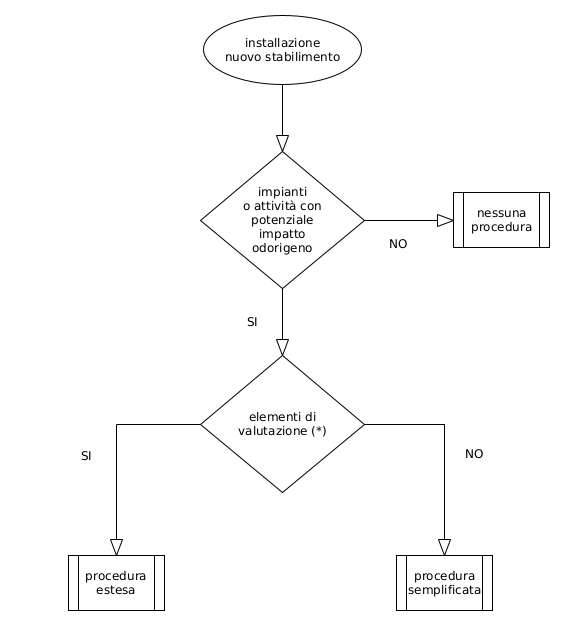 installazione
nuovo stabilimento
impianti
o attività con
potenziale
impatto
odorigeno
nessuna
procedura
NO
SI
elementi di
valutazione (*)
SI
NO
procedura
estesa
procedura
semplificata